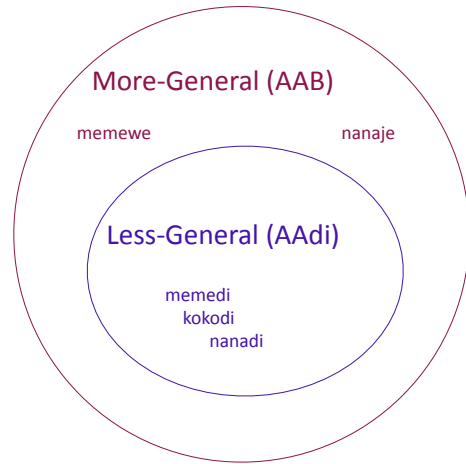 More-General (AAB)
memewe nanaje
Less-General (AAdi)
memedi
kokodi
nanadi